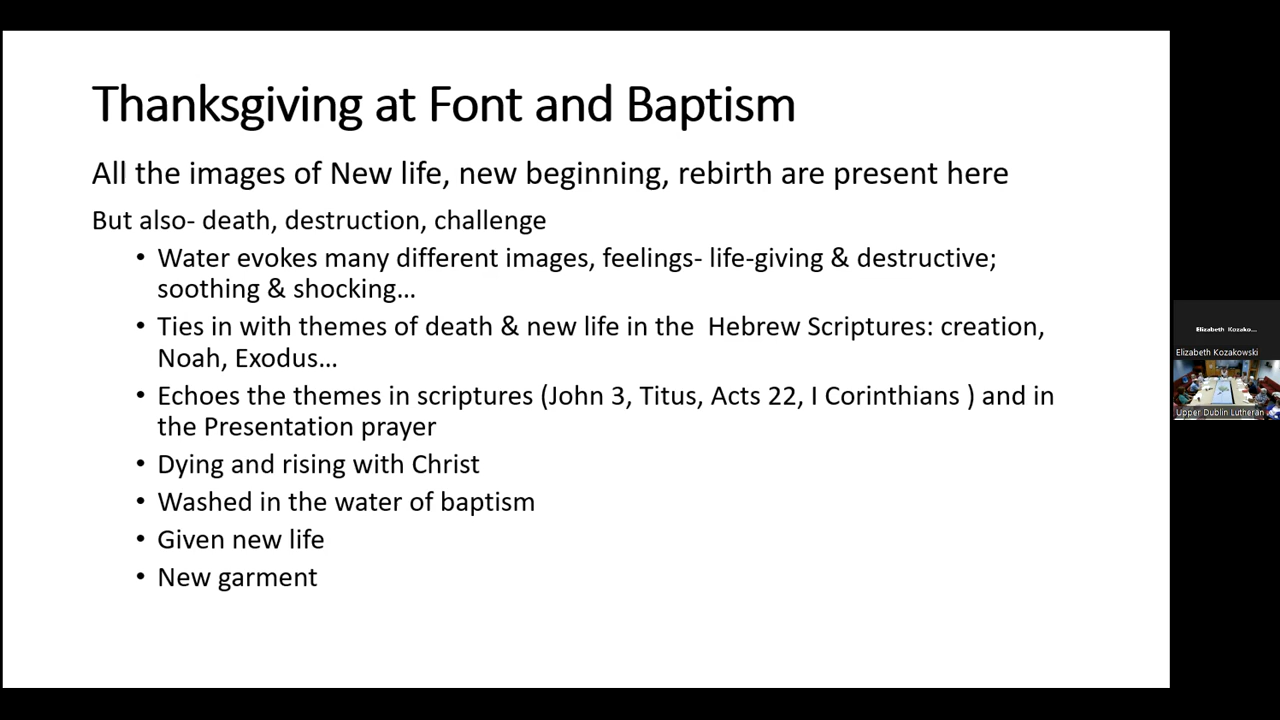 Thanksgiving at Font and Baptism
All the images of New life, new beginning, rebirth are present here
But also- death, destruction, challenge
• Water evokes many different images, feelings- life-giving & destructive;
soothing & shocking…
• Ties in with themes of death & new life in the  Hebrew Scriptures: creation,
Noah, Exodus…
• Echoes the themes in scriptures (John 3, Titus, Acts 22, I Corinthians ) and in
the Presentation prayer
• Dying and rising with Christ
• Washed in the water of baptism
• Given new life
• New garment
Elizabeth Kozako...
Elizabeth Kozakowski
Upper Dublin Lutheran